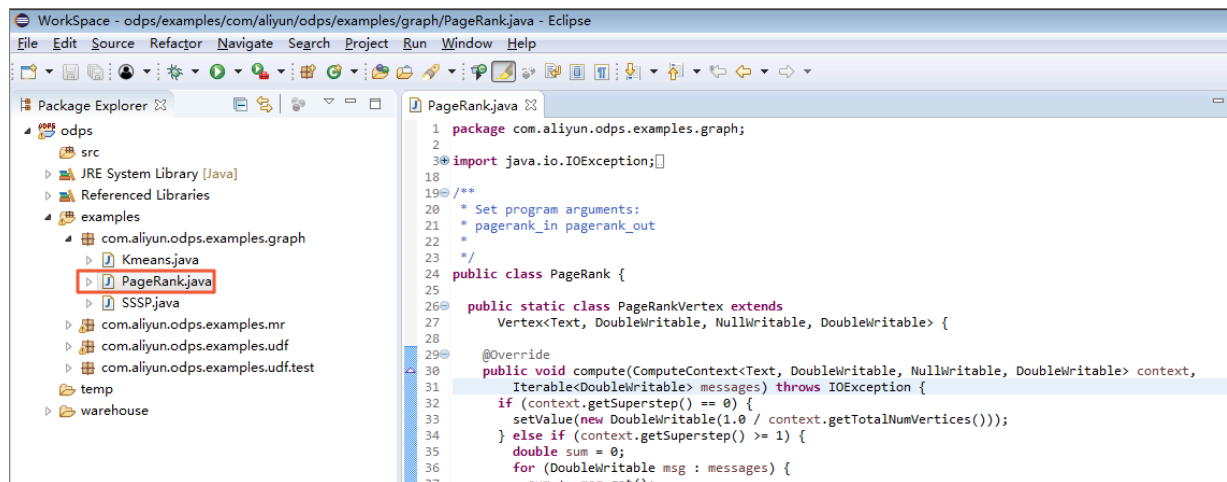 WorkSpace - odps/examples/com/aliyun/odps/examples/graph/PageRank.java - Eclipse
File Edit Source Refactor Navigate Search Project Run Window Help
Package Explorer
odps
src
JRE System Library [Java]
Referenced Libraries
examples
com.aliyun.odps.examples.graph
Kmeans.java
PageRank.java
SSSP.java
com.aliyun.odps.examples.mr
com.aliyun.odps.examples.udf
com.aliyun.odps.examples.udf.test
temp
warehouse
PageRank.java
1 package com.aliyun.odps.examples.graph;
2
3 import java.io.IOException;
18
19 /**
20 * Set program arguments:
21 * pagerank_in pagerank_out
22 *
23 */
24 public class PageRank {
25
26 public static class PageRankVertex extends
27 Vertex<Text, DoubleWritable, NullWritable, DoubleWritable> {
28
29 @Override
30 public void compute(ComputeContext<Text, DoubleWritable, NullWritable, DoubleWritable> context,
31 Iterable<DoubleWritable> messages) throws IOException {
32 if (context.getSuperstep() == 0) {
33 setValue(new DoubleWritable(1.0 / context.getTotalNumVertices()));
34 } else if (context.getSuperstep() >= 1) {
35 double sum = 0;
36 for (DoubleWritable msg : messages) {